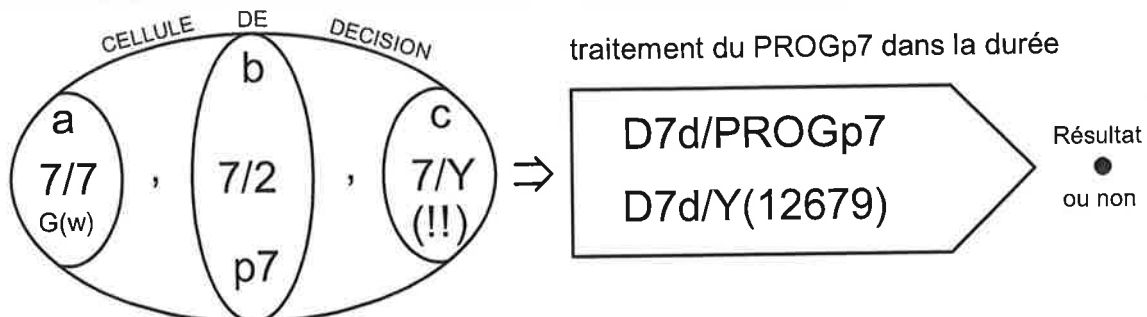 CELLULE DE DECISION
a
7/7
G(w)
,
b
7/2
p7
,
c
7/Y
(!!)
⇒
traitement du PROGp7 dans la durée
D7d/PROGp7
D7d/Y(12679)
Résultat
●
ou non